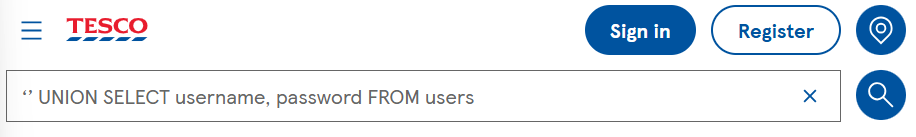 TESCO Sign in Register
‘’ UNION SELECT username, password FROM users